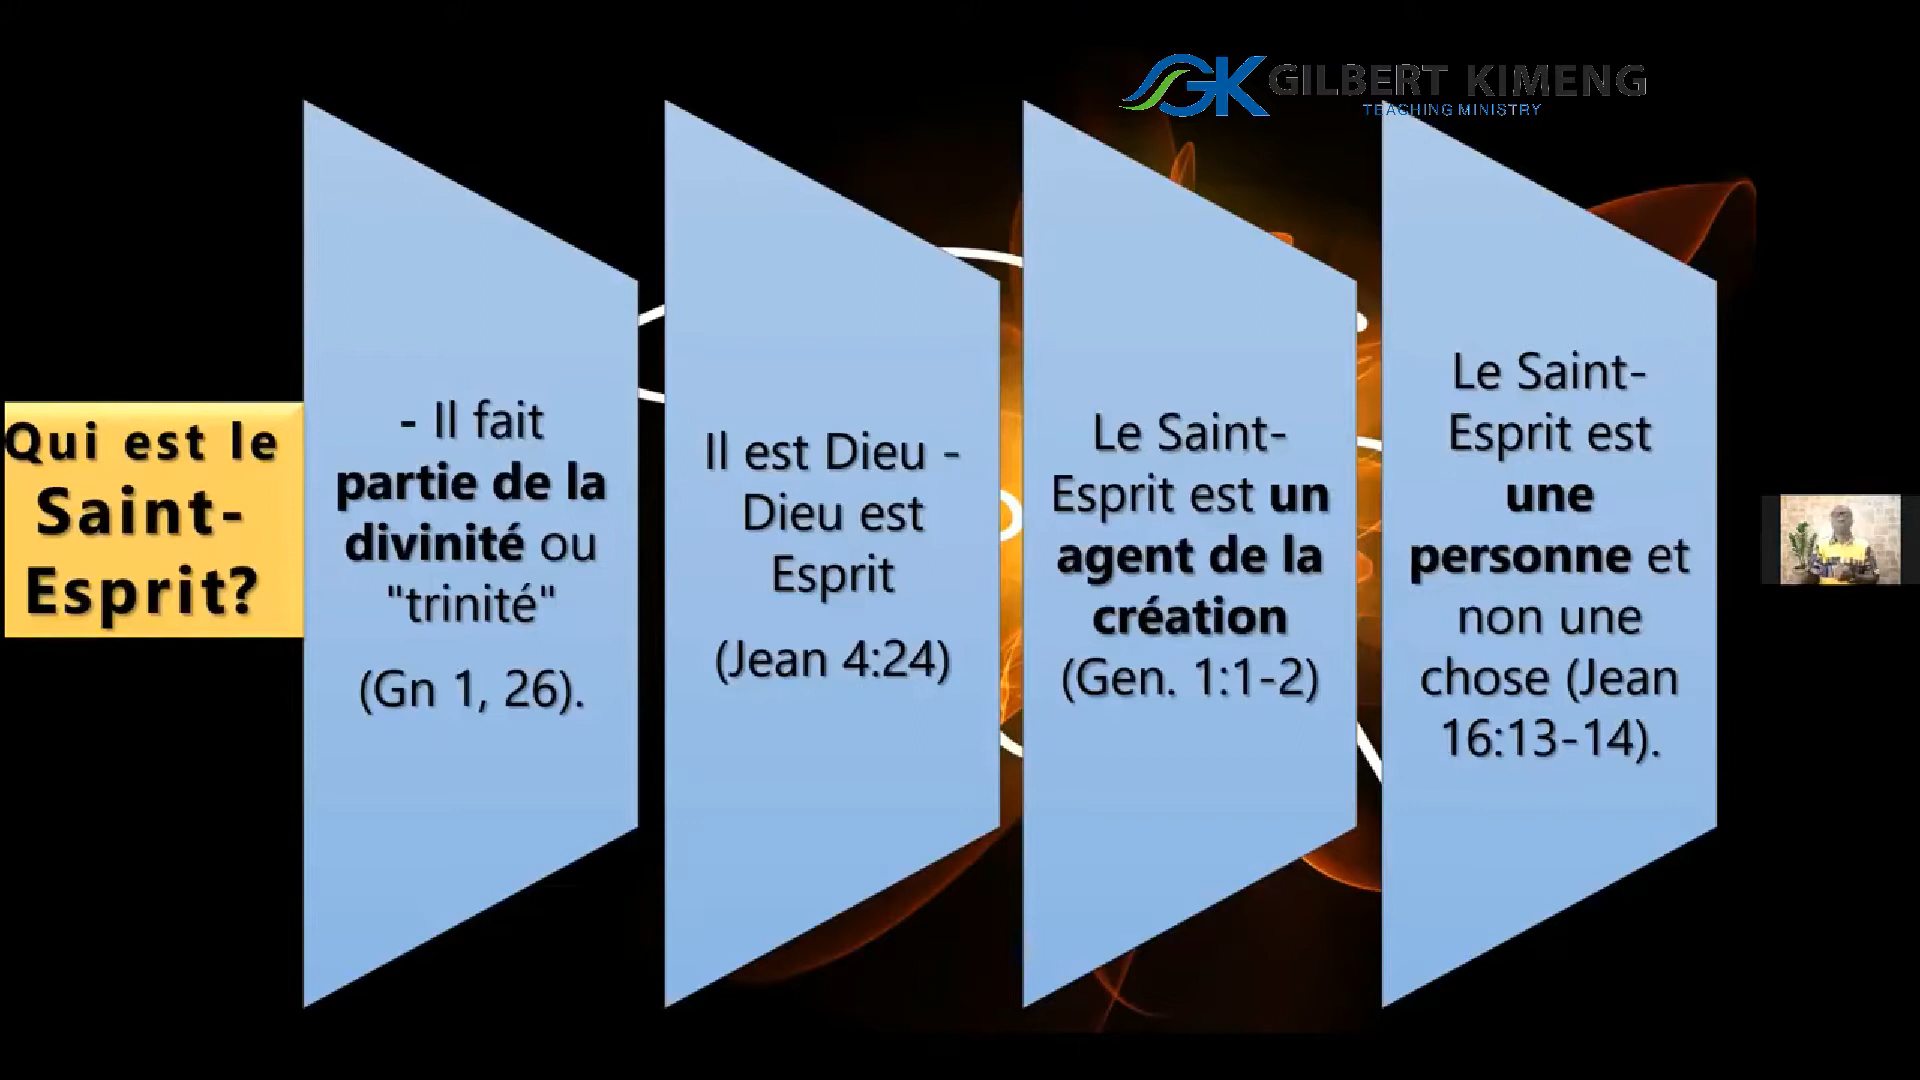 GK GILBERT KIMENG
TEACHING MINISTRY
Qui est le
Saint-
Esprit?
- Il fait
partie de la
divinité ou
"trinité"
(Gn 1, 26).
Il est Dieu -
Dieu est
Esprit
(Jean 4:24)
Le Saint-
Esprit est un
agent de la
création
(Gen. 1:1-2)
Le Saint-
Esprit est
une
personne et
non une
chose (Jean
16:13-14).